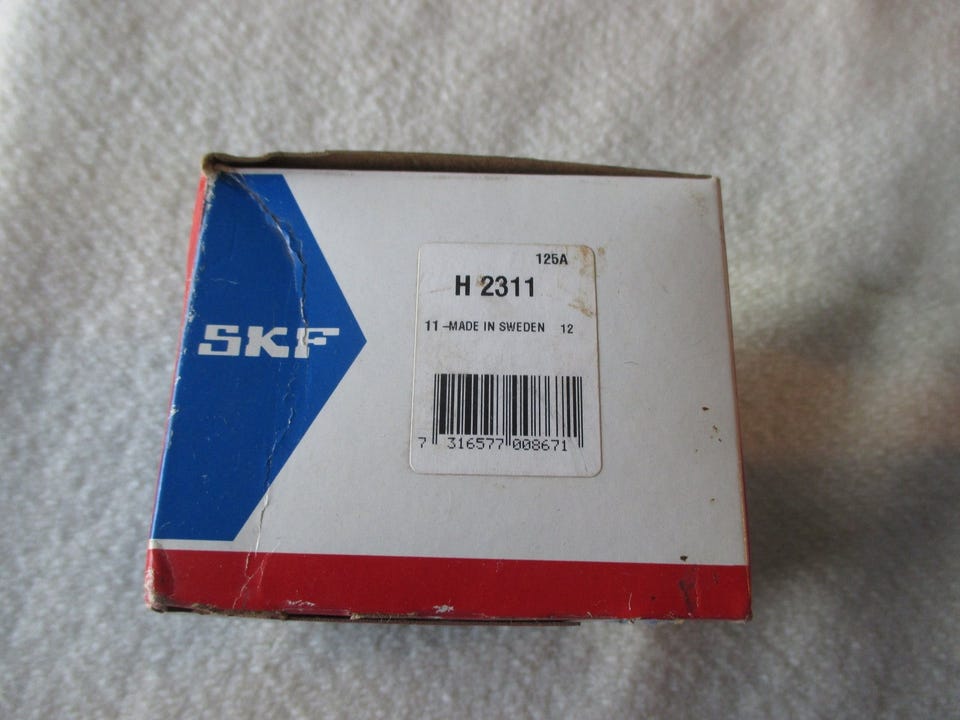 SKF
125A
H 2311
11 -MADE IN SWEDEN 12
7 316577 008671